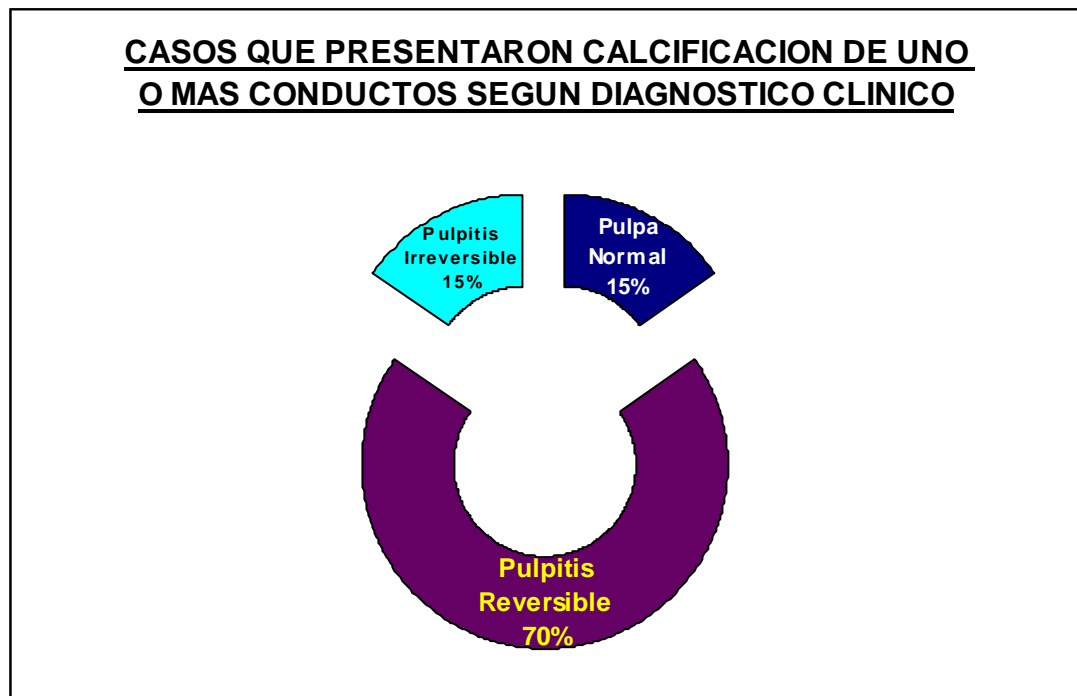 CASOS QUE PRESENTARON CALCIFICACION DE UNO
O MAS CONDUCTOS SEGUN DIAGNOSTICO CLINICO
Pulpitis
Irreversible
15%
Pulpa
Normal
15%
Pulpitis
Reversible
70%